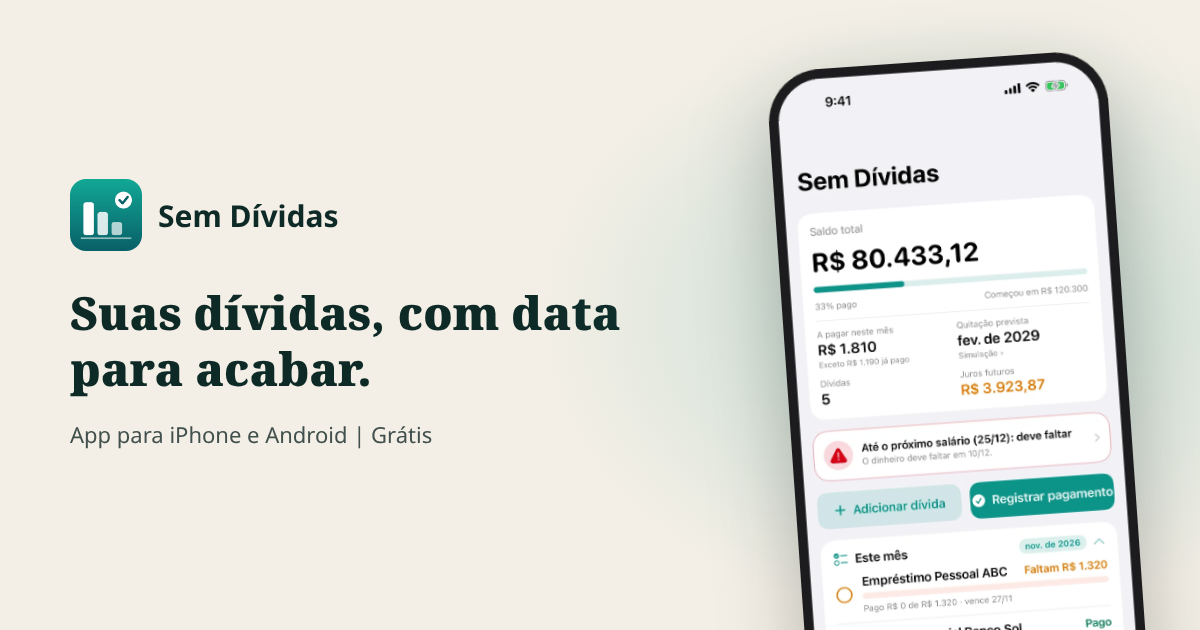 Sem Dívidas
Suas dívidas, com data
para acabar.
App para iPhone e Android | Grátis
9:41
Sem Dívidas
Saldo total
R$ 80.433,12
33% pago
Começou em R$ 120.300
A pagar neste mês
R$ 1.810
Exceto R$ 1.190 já pago
Quitação prevista
fev. de 2029
Simulação ›
Dívidas
5
Juros futuros
R$ 3.923,87
Até o próximo salário (25/12): deve faltar
O dinheiro deve faltar em 10/12.
+ Adicionar dívida
Registrar pagamento
Este mês
nov. de 2026
Empréstimo Pessoal ABC
Faltam R$ 1.320
Pago R$ 0 de R$ 1.320 · vence 27/11
Banco Sol
Pago